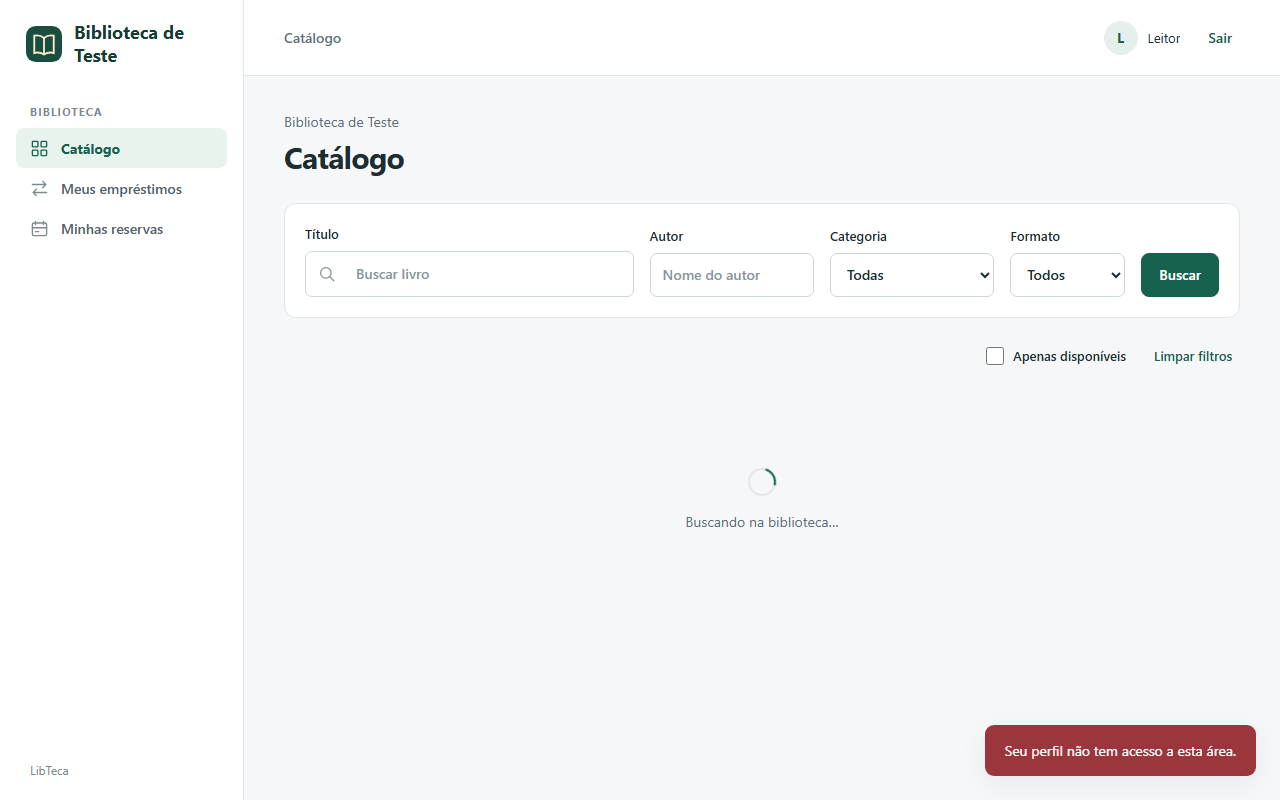 Biblioteca de
Teste
BIBLIOTECA
Catálogo
Meus empréstimos
Minhas reservas
LibTeca
Catálogo
L
Leitor
Sair
Biblioteca de Teste
Catálogo
Título
Buscar livro
Autor
Nome do autor
Categoria
Todas
Formato
Todos
Buscar
Apenas disponíveis
Limpar filtros
Buscando na biblioteca...
Seu perfil não tem acesso a esta área.